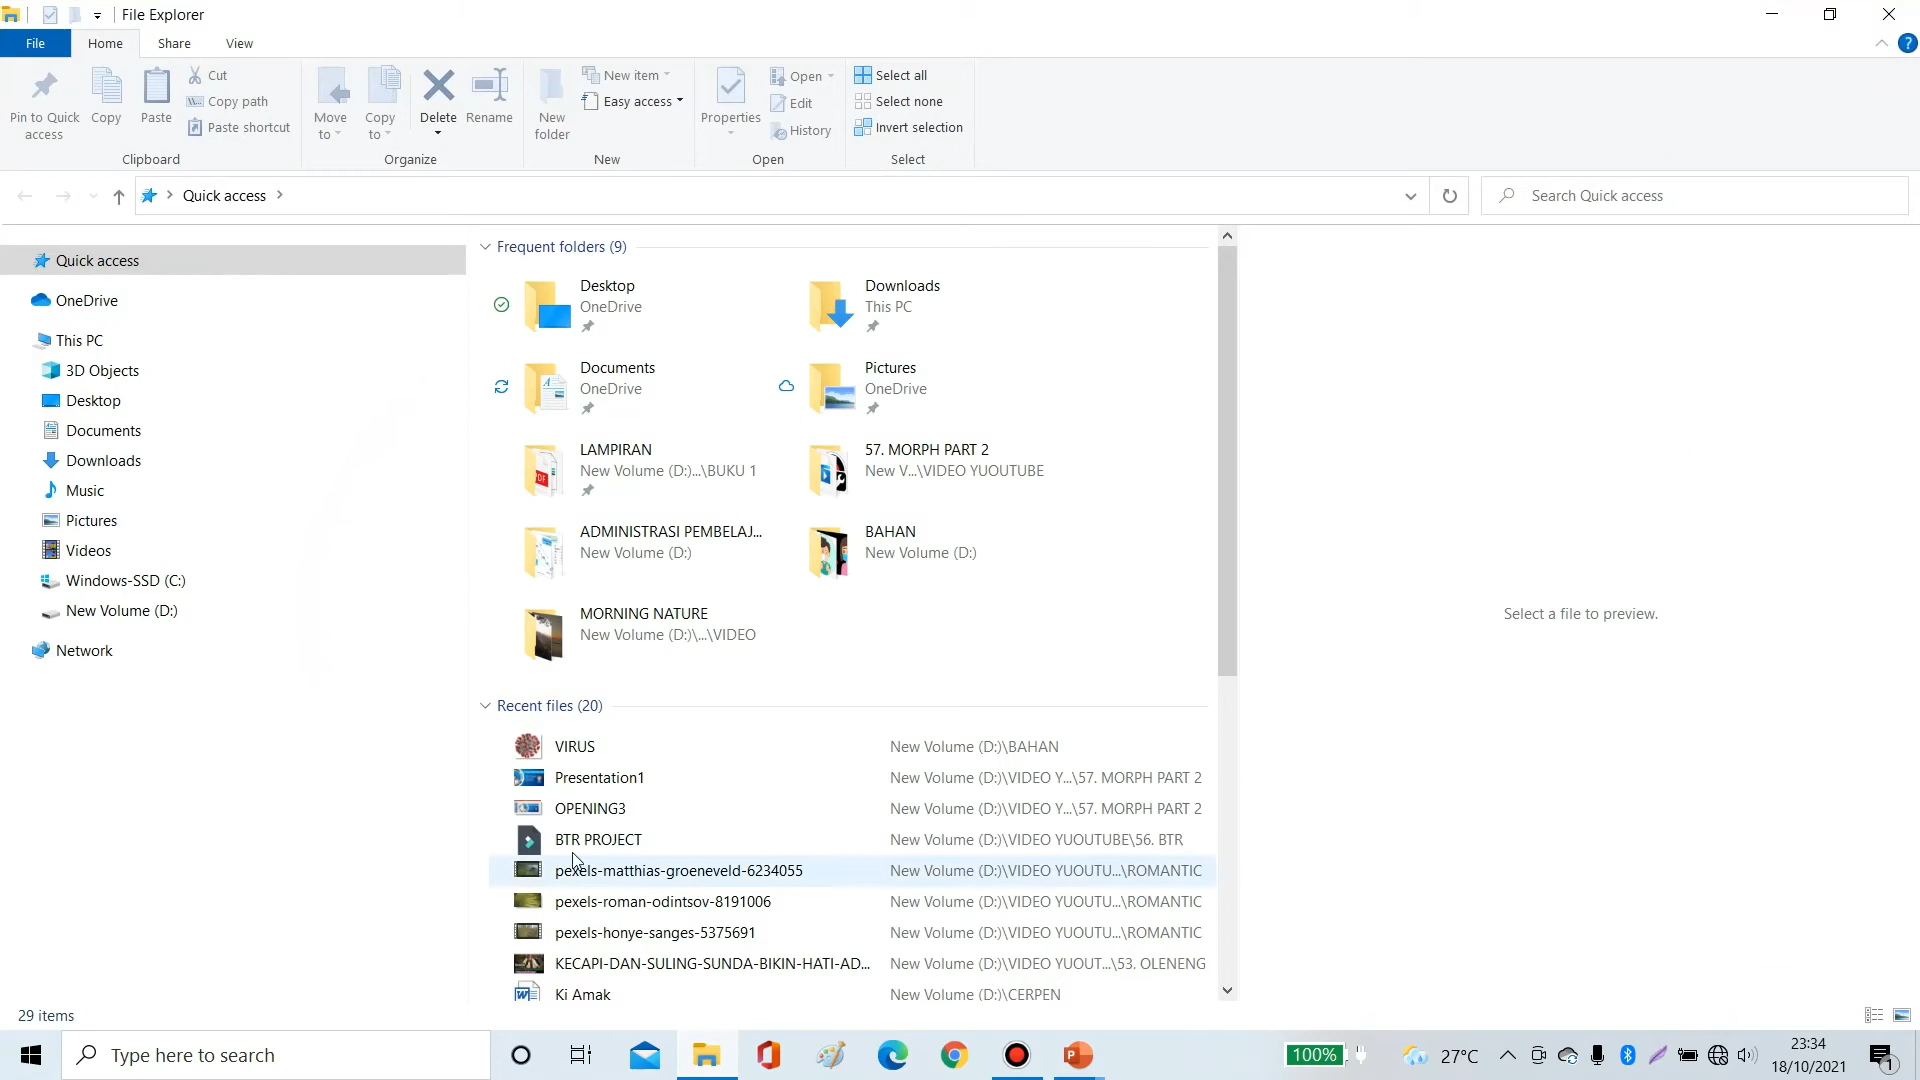 File Explorer
File Home Share View
Pin to Quick access
Copy
Paste
Cut
Copy path
Paste shortcut
Clipboard
Move to
Copy to
Delete
Rename
Organize
New folder
New item
Easy access
New
Properties
Open
Edit
History
Open
Select all
Select none
Invert selection
Select
Quick access
Search Quick access
Quick access
OneDrive
This PC
3D Objects
Desktop
Documents
Downloads
Music
Pictures
Videos
Windows-SSD (C:)
New Volume (D:)
Network
Frequent folders (9)
Desktop
OneDrive
Downloads
This PC
Documents
OneDrive
Pictures
OneDrive
LAMPIRAN
New Volume (D:)...\BUKU 1
57. MORPH PART 2
New V...\VIDEO YUOUTUBE
ADMINISTRASI PEMBELAJ...
New Volume (D:)
BAHAN
New Volume (D:)
MORNING NATURE
New Volume (D:)\...\VIDEO
Recent files (20)
VIRUS New Volume (D:)\BAHAN
Presentation1 New Volume (D:)\VIDEO Y...\57. MORPH PART 2
OPENING3 New Volume (D:)\VIDEO Y...\57. MORPH PART 2
BTR PROJECT New Volume (D:)\VIDEO YUOUTUBE\56. BTR
pexels-matthias-groeneveld-6234055 New Volume (D:)\VIDEO YUOUTU...\ROMANTIC
pexels-roman-odintsov-8191006 New Volume (D:)\VIDEO YUOUTU...\ROMANTIC
pexels-honye-sanges-5375691 New Volume (D:)\VIDEO YUOUTU...\ROMANTIC
KECAPI-DAN-SULING-SUNDA-BIKIN-HATI-AD... New Volume (D:)\VIDEO YUOUT...\53. OLENENG
Ki Amak New Volume (D:)\CERPEN
Select a file to preview.
29 items
Type here to search
100%
27°C
23:34
18/10/2021
1